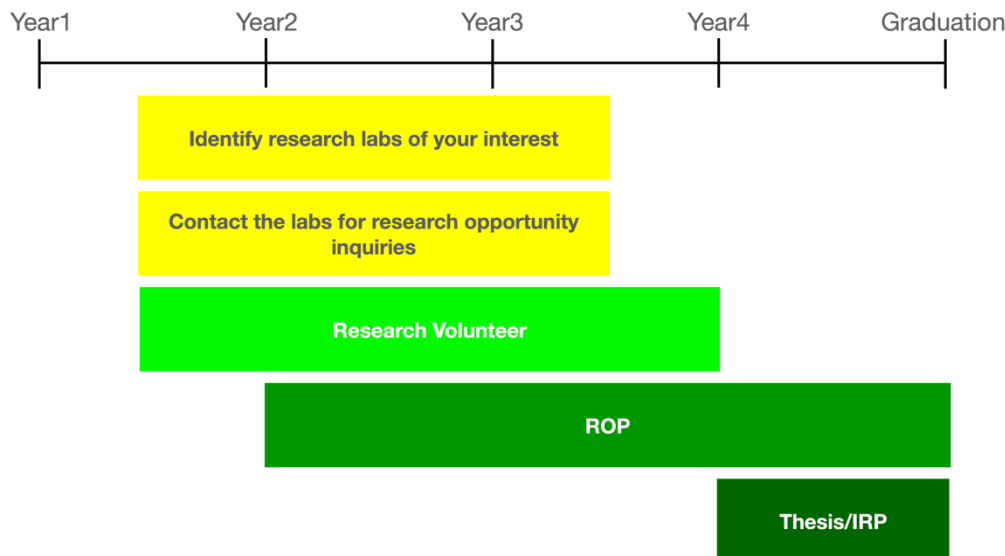 Year1 Year2 Year3 Year4 Graduation
Identify research labs of your interest
Contact the labs for research opportunity
inquiries
Research Volunteer
ROP
Thesis/IRP